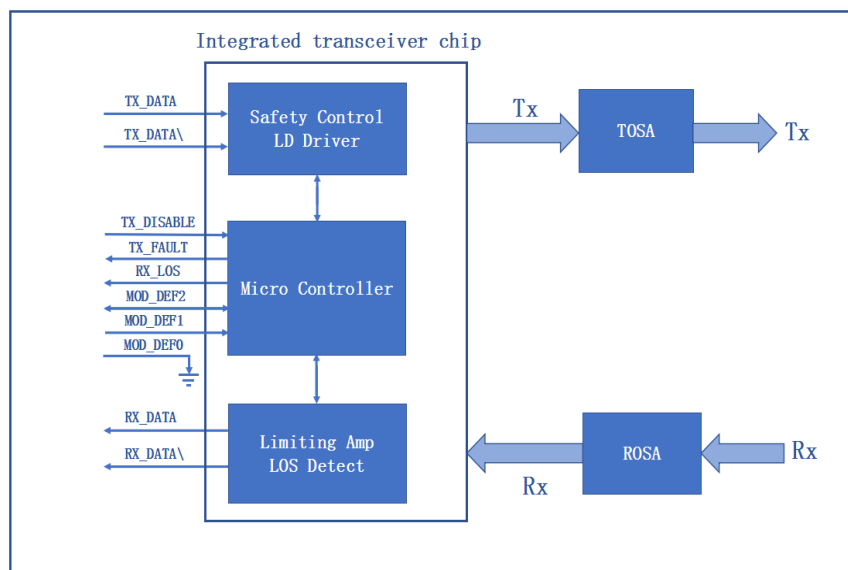 Integrated transceiver chip
TX_DATA
TX_DATA\
Safety Control
LD Driver
Tx
TOSA
Tx
TX_DISABLE
TX_FAULT
RX_LOS
MOD_DEF2
MOD_DEF1
MOD_DEF0
Micro Controller
RX_DATA
RX_DATA\
Limiting Amp
LOS Detect
Rx
ROSA
Rx